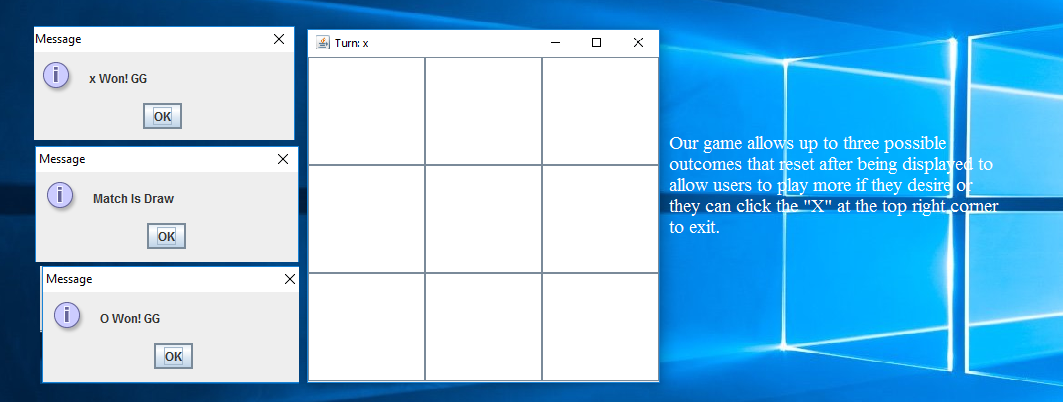 Message
x Won! GG
OK
Message
Match Is Draw
OK
Message
O Won! GG
OK
Turn: x
Our game allows up to three possible
outcomes that reset after being displayed to
allow users to play more if they desire or
they can click the "X" at the top right corner
to exit.